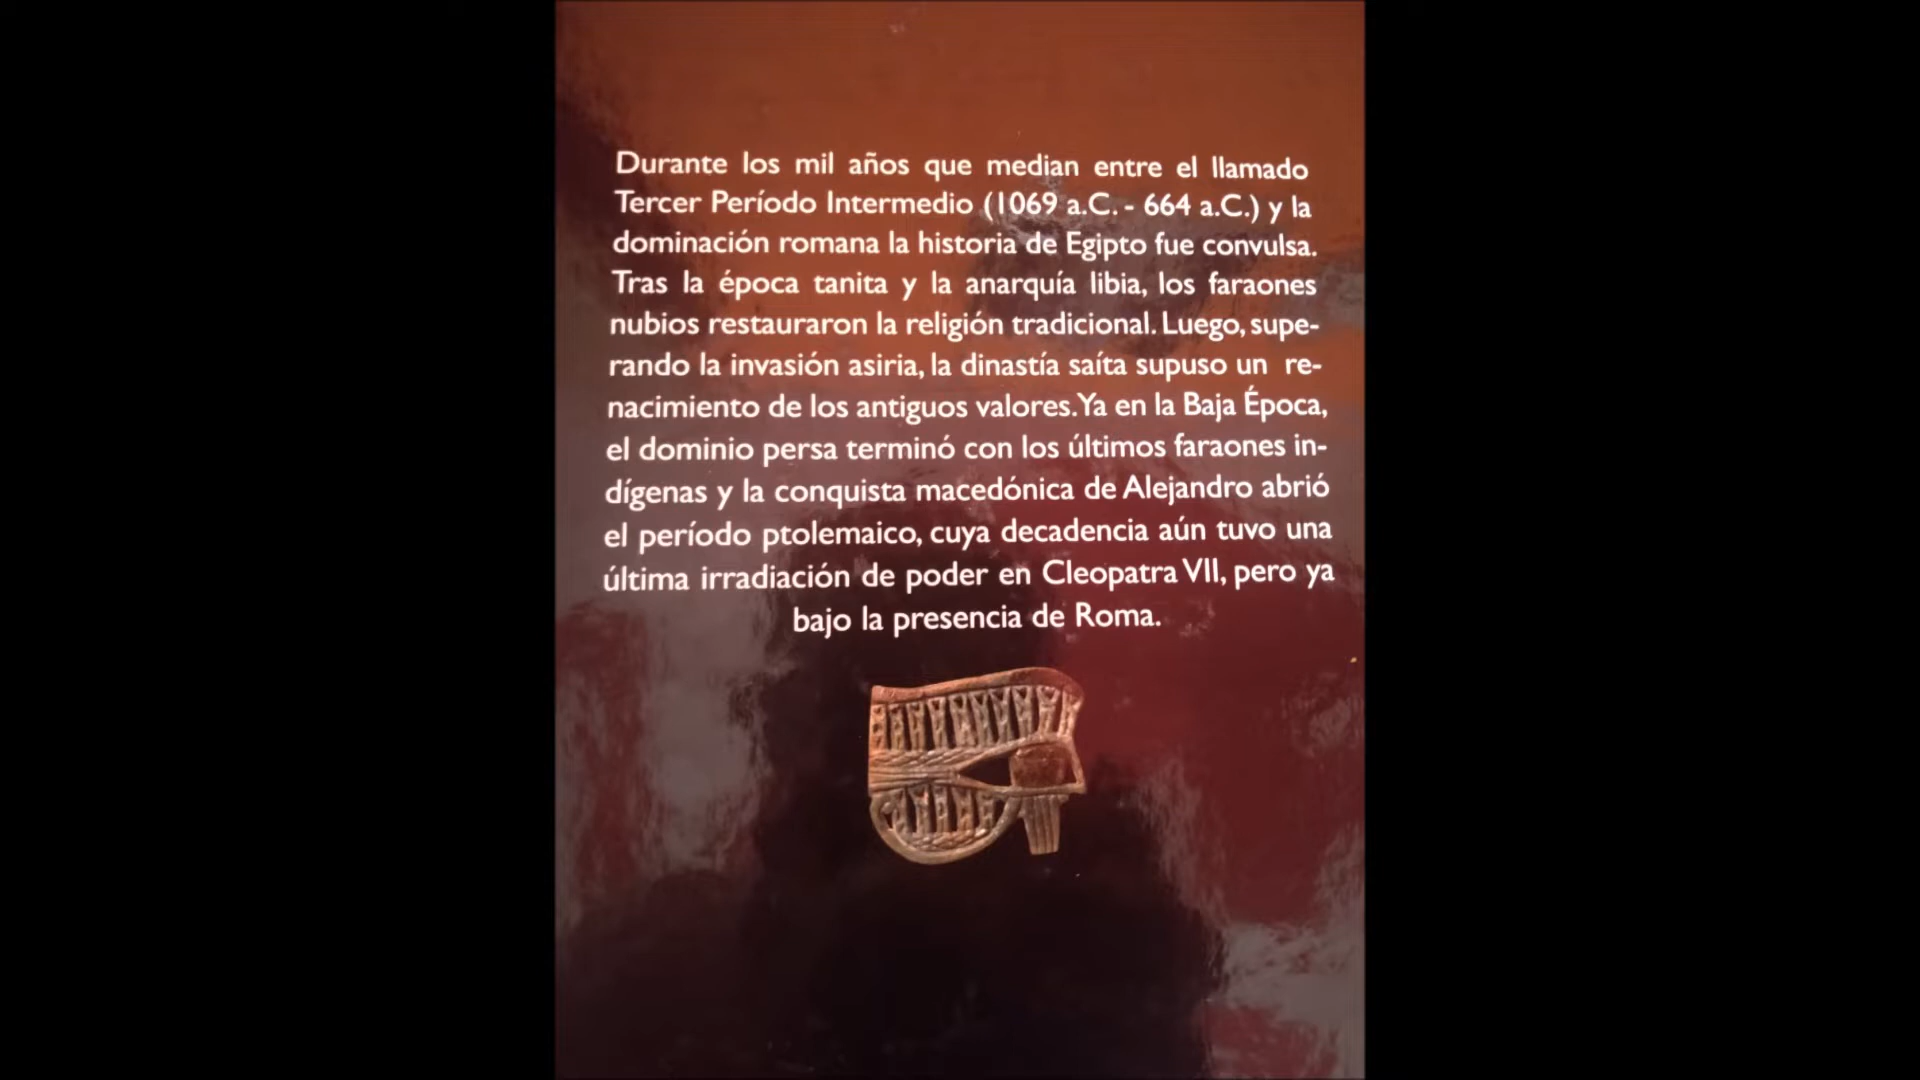 Durante los mil años que median entre el llamado
Tercer Período Intermedio (1069 a.C. - 664 a.C.) y la
dominación romana la historia de Egipto fue convulsa.
Tras la época tanita y la anarquía libia, los faraones
nubios restauraron la religión tradicional. Luego, supe-
rando la invasión asiria, la dinastía saíta supuso un re-
nacimiento de los antiguos valores. Ya en la Baja Época,
el dominio persa terminó con los últimos faraones in-
dígenas y la conquista macedónica de Alejandro abrió
el período ptolemaico, cuya decadencia aún tuvo una
última irradiación de poder en Cleopatra VII, pero ya
bajo la presencia de Roma.